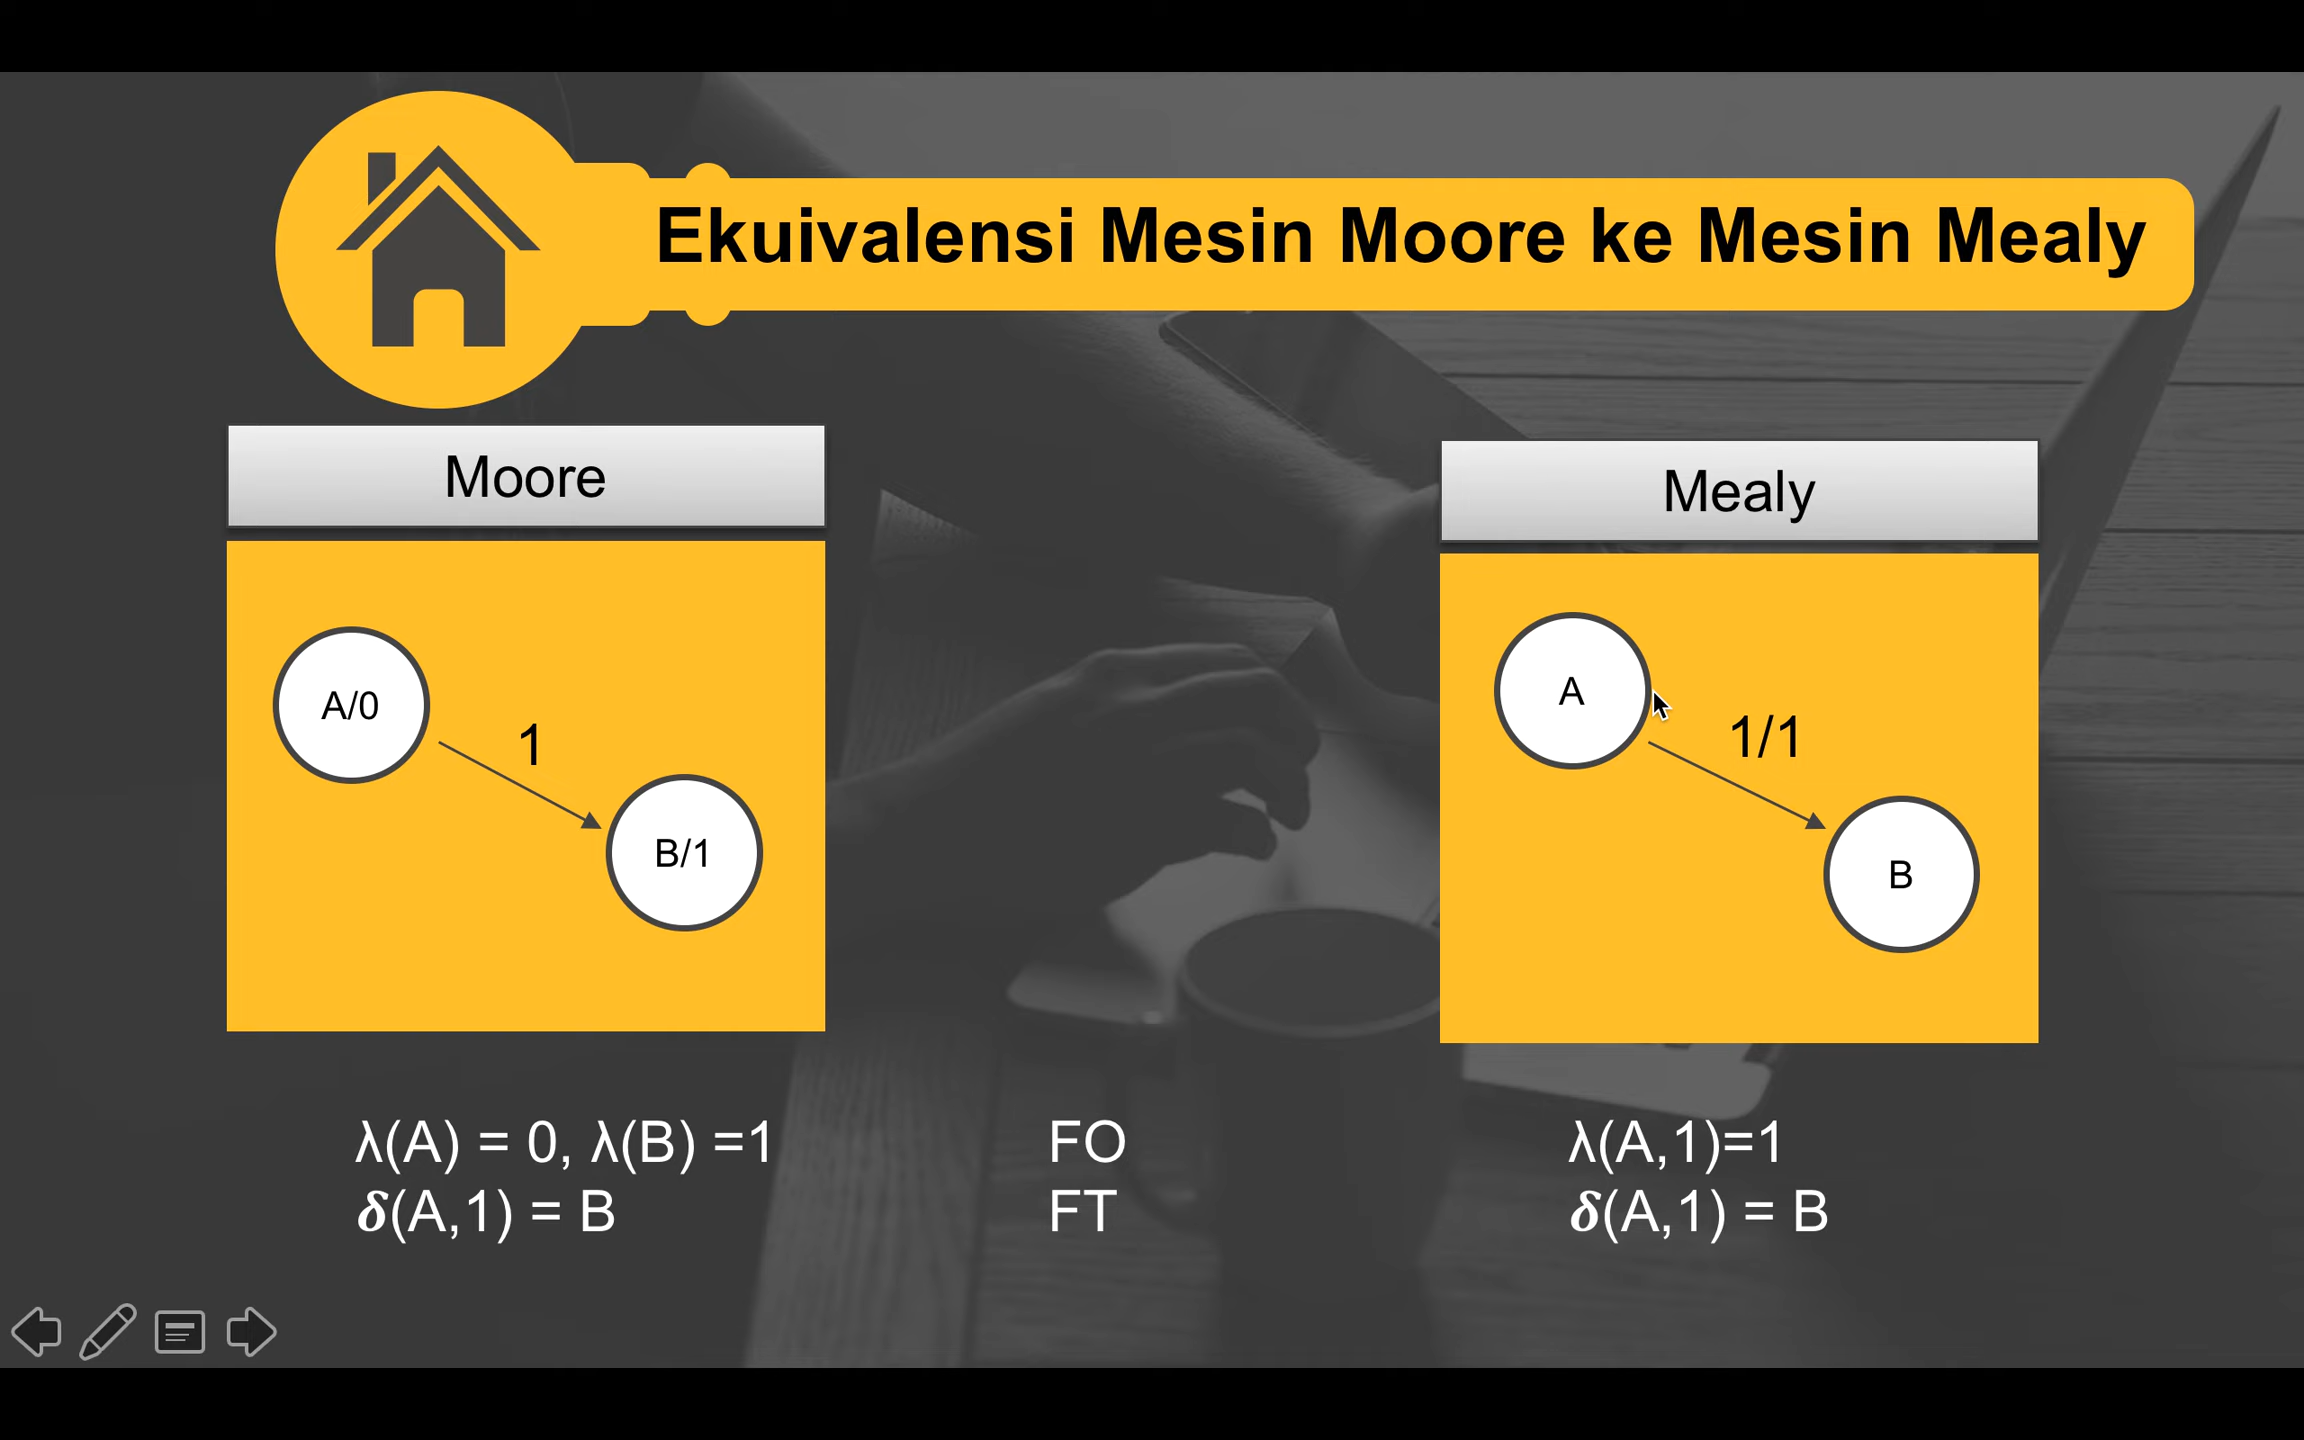 Ekuivalensi Mesin Moore ke Mesin Mealy
Moore
A/0
1
B/1
Mealy
A
1/1
B
λ(A) = 0, λ(B) =1
FO
λ(A,1)=1
δ(A,1) = B
FT
δ(A,1) = B